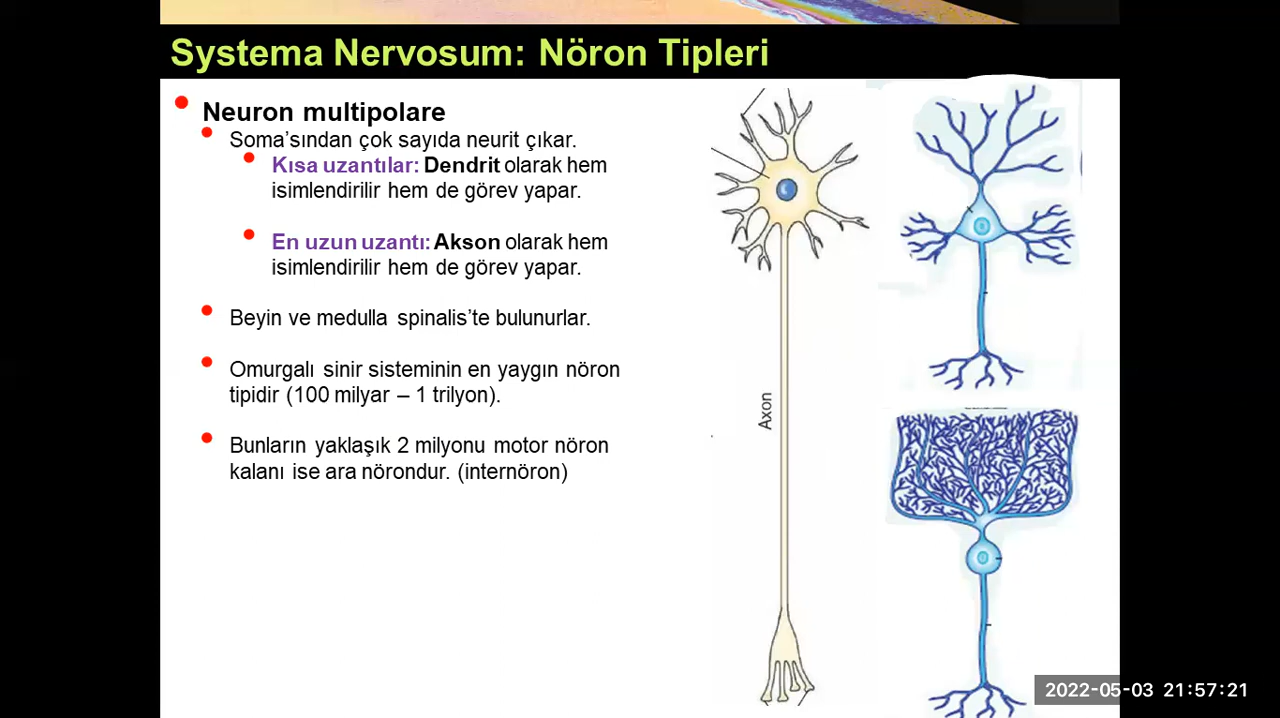 Systema Nervosum: Nöron Tipleri
Neuron multipolare
Soma’sından çok sayıda neurit çıkar.
Kısa uzantılar: Dendrit olarak hem
isimlendirilir hem de görev yapar.
En uzun uzantı: Akson olarak hem
isimlendirilir hem de görev yapar.
Beyin ve medulla spinalis’te bulunurlar.
Omurgalı sinir sisteminin en yaygın nöron
tipidir (100 milyar – 1 trilyon).
Bunların yaklaşık 2 milyonu motor nöron
kalanı ise ara nörondur. (internöron)
Axon
2022-05-03 21:57:21